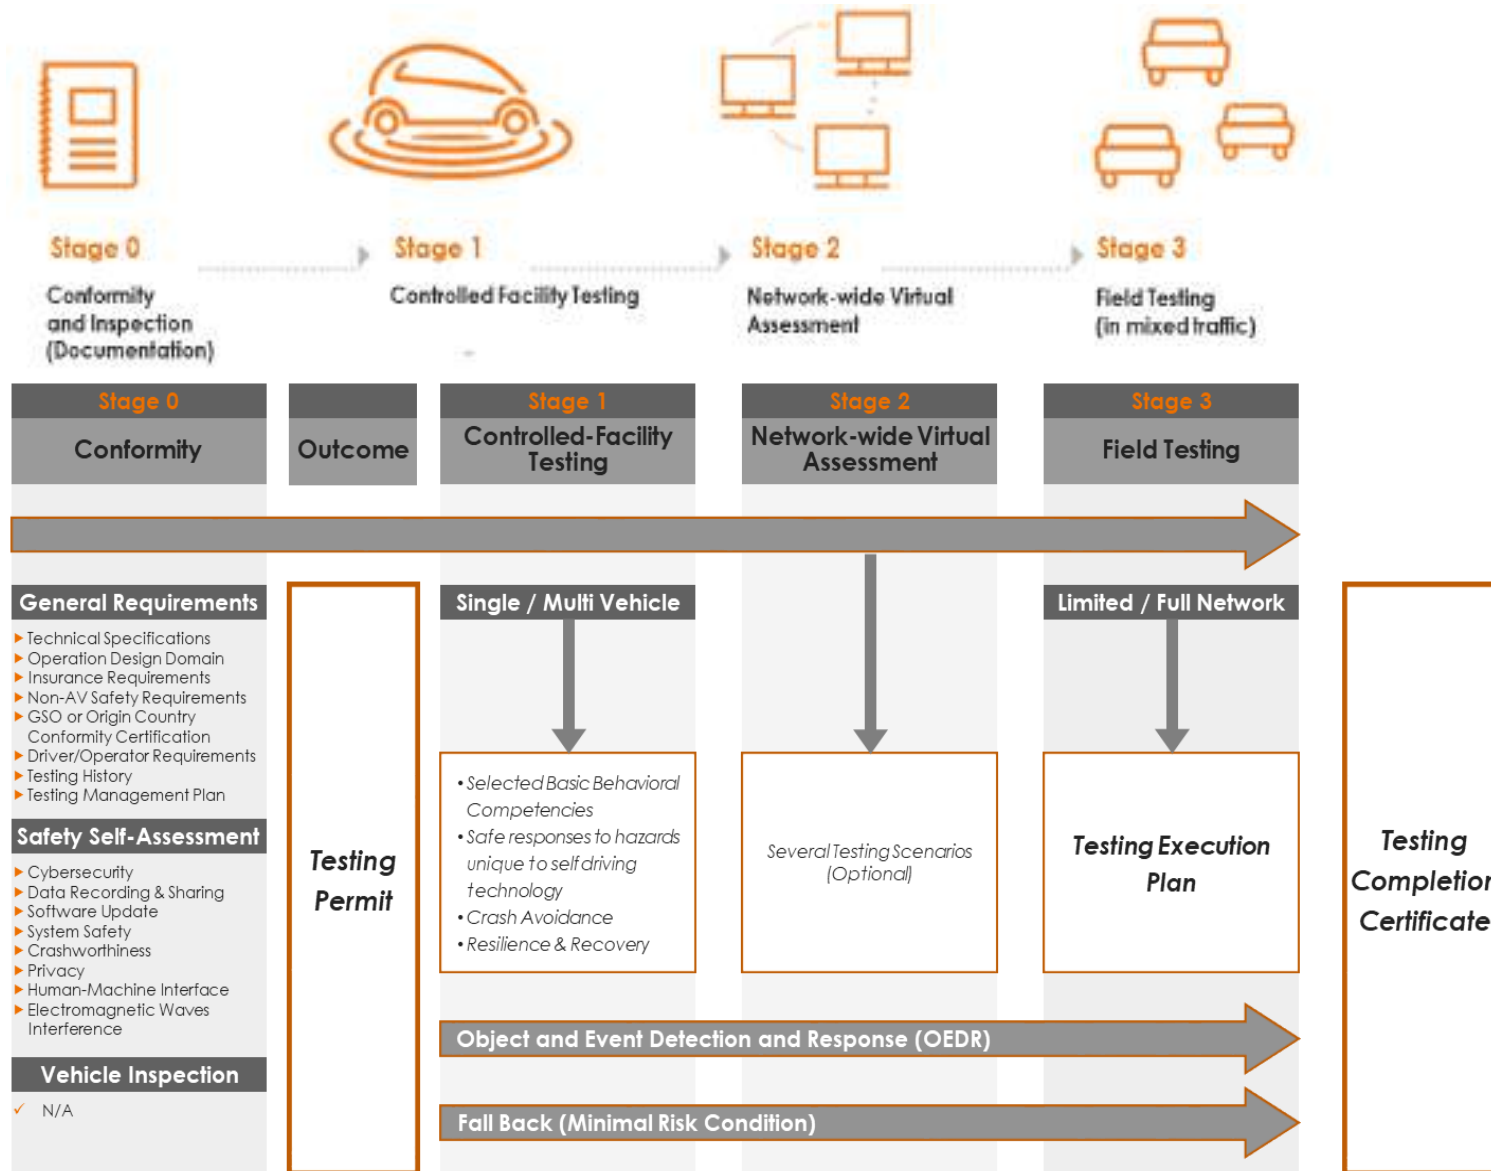 Stage 0
Conformity
and Inspection
(Documentation)
Stage 1
Controlled Facility Testing
Stage 2
Network-wide Virtual
Assessment
Stage 3
Field Testing
(in mixed traffic)
Stage 0
Conformity
Outcome
Stage 1
Controlled-Facility
Testing
Stage 2
Network-wide Virtual
Assessment
Stage 3
Field Testing
General Requirements
Technical Specifications
Operation Design Domain
Insurance Requirements
Non-AV Safety Requirements
GSO or Origin Country
Conformity Certification
Driver/Operator Requirements
Testing History
Testing Management Plan
Safety Self-Assessment
Cybersecurity
Data Recording & Sharing
Software Update
System Safety
Crashworthiness
Privacy
Human-Machine Interface
Electromagnetic Waves
Interference
Vehicle Inspection
✓ N/A
Testing
Permit
Single / Multi Vehicle
• Selected Basic Behavioral
Competencies
• Safe responses to hazards
unique to self driving
technology
• Crash Avoidance
• Resilience & Recovery
Several Testing Scenarios
(Optional)
Limited / Full Network
Testing Execution
Plan
Object and Event Detection and Response (OEDR)
Fall Back (Minimal Risk Condition)
Testing
Completion
Certificate